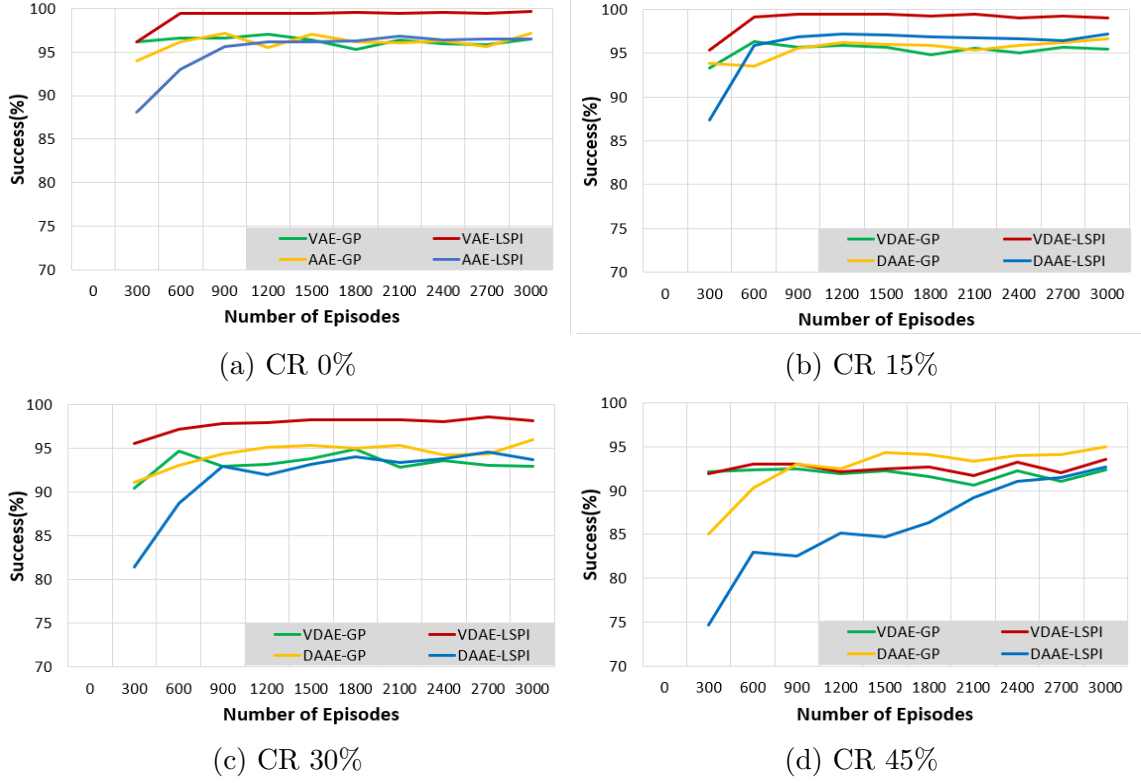 100
95
90
85
80
75
70
Success(%)
VAE-GP VAE-LSPI
AAE-GP AAE-LSPI
0 300 600 900 1200 1500 1800 2100 2400 2700 3000
Number of Episodes
(a) CR 0%
100
95
90
85
80
75
70
Success(%)
VDAE-GP VDAE-LSPI
DAAE-GP DAAE-LSPI
0 300 600 900 1200 1500 1800 2100 2400 2700 3000
Number of Episodes
(b) CR 15%
100
95
90
85
80
75
70
Success(%)
VDAE-GP VDAE-LSPI
DAAE-GP DAAE-LSPI
0 300 600 900 1200 1500 1800 2100 2400 2700 3000
Number of Episodes
(c) CR 30%
100
95
90
85
80
75
70
Success(%)
VDAE-GP VDAE-LSPI
DAAE-GP DAAE-LSPI
0 300 600 900 1200 1500 1800 2100 2400 2700 3000
Number of Episodes
(d) CR 45%